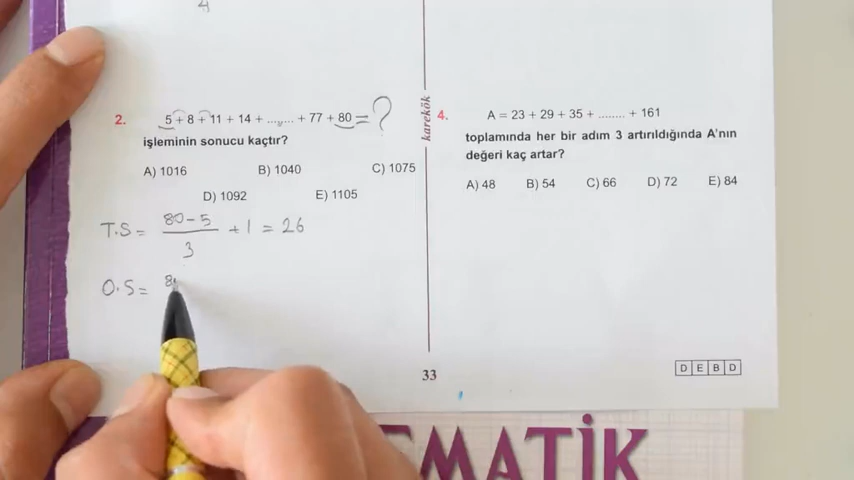 2. 5 + 8 + 11 + 14 + ........ + 77 + 80 = ?
işleminin sonucu kaçtır?
A) 1016 B) 1040 C) 1075
D) 1092 E) 1105
T.S = 80 - 5 / 3 + 1 = 26
O.S = 8
karekök
4. A = 23 + 29 + 35 + ........ + 161
toplamında her bir adım 3 artırıldığında A'nın
değeri kaç artar?
A) 48 B) 54 C) 66 D) 72 E) 84
33
D E B D
EMATİK